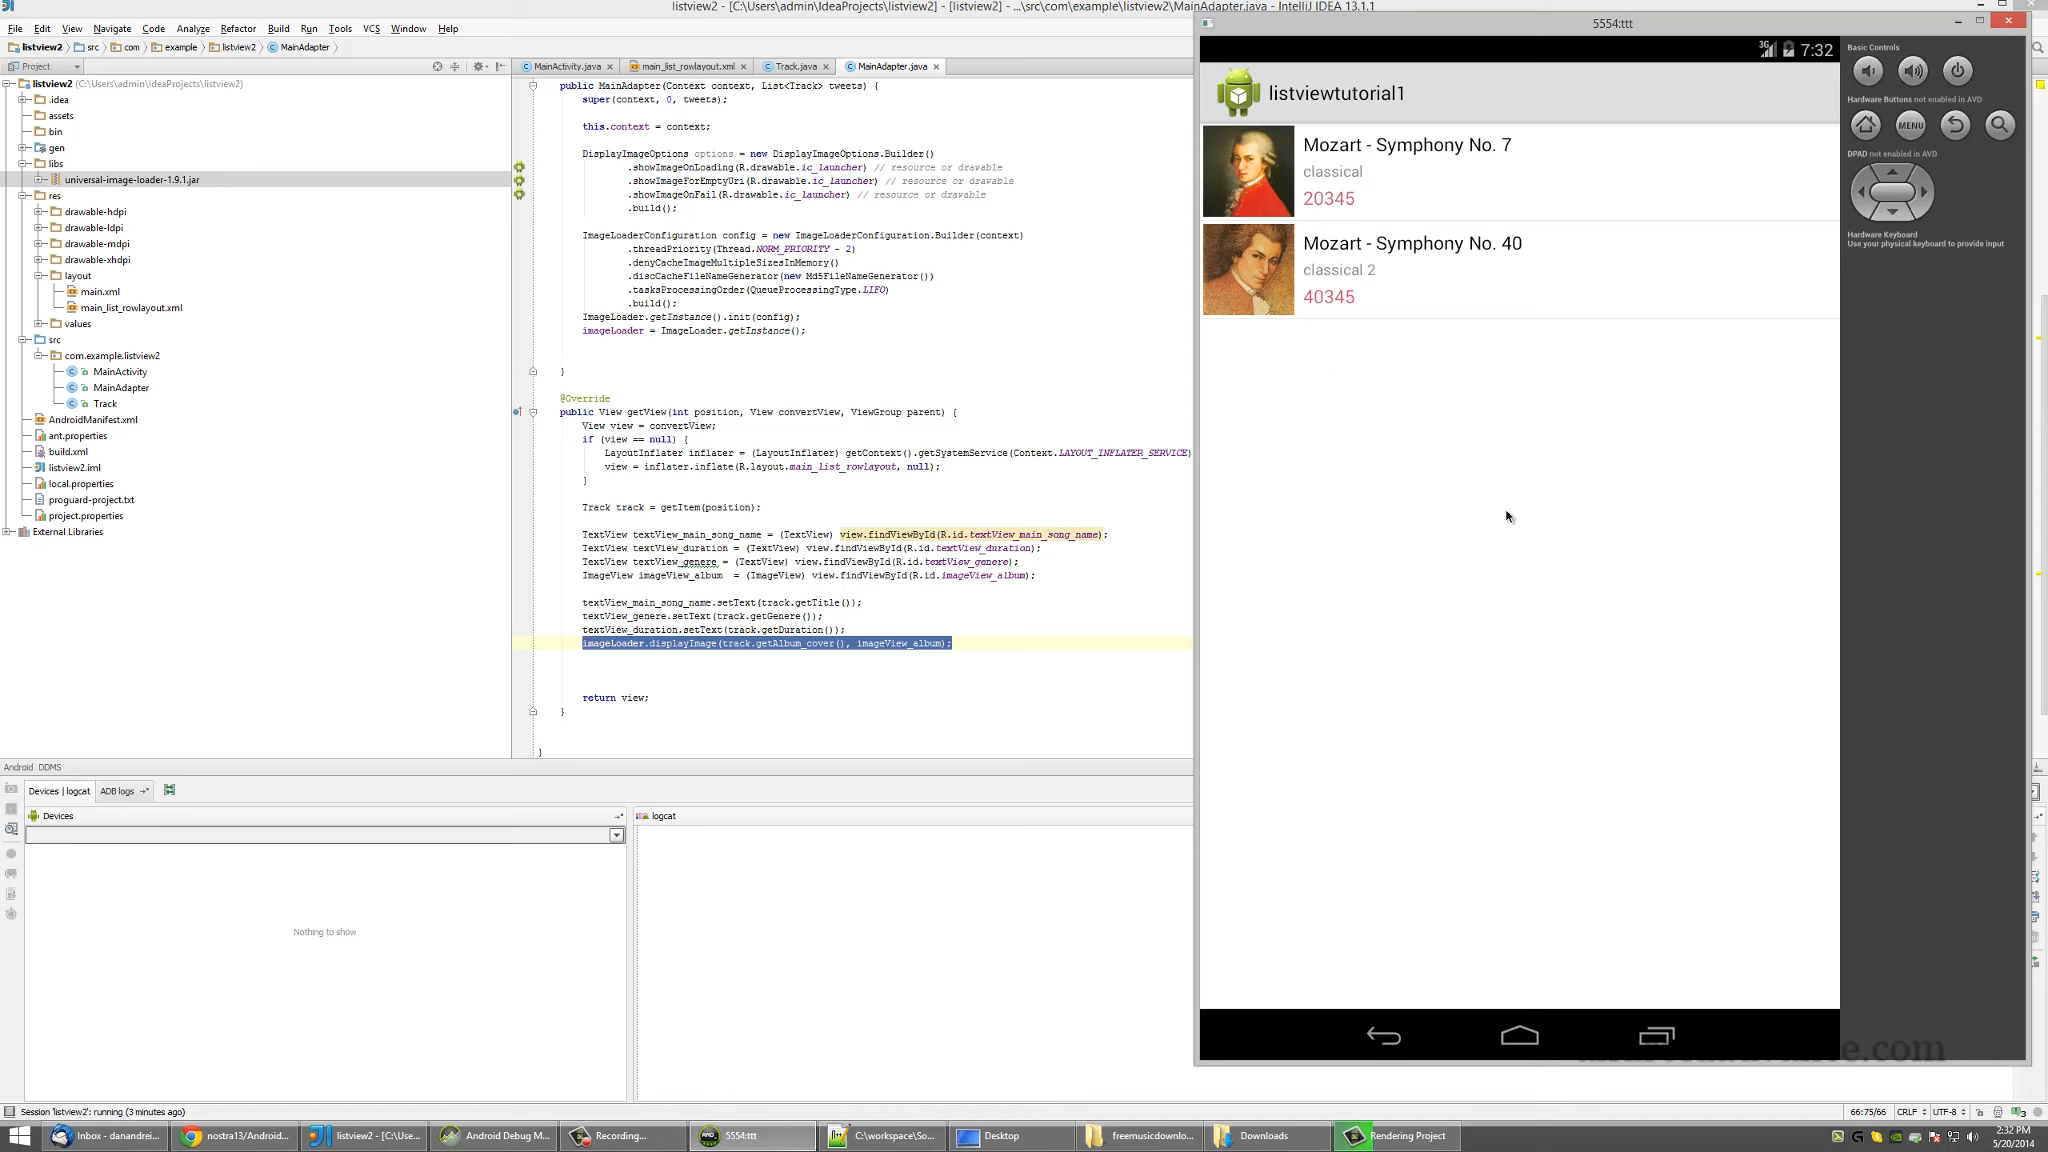 listview2 - [C:\Users\admin\IdeaProjects\listview2] - [listview2] - ...\src\com\example\listview2\MainAdapter.java - IntelliJ IDEA 13.1.1
File Edit View Navigate Code Analyze Refactor Build Run Tools VCS Window Help
listview2 src com example listview2 MainAdapter
Project
listview2 (C:\Users\admin\IdeaProjects\listview2)
.idea
assets
bin
gen
libs
universal-image-loader-1.9.1.jar
res
drawable-hdpi
drawable-ldpi
drawable-mdpi
drawable-xhdpi
layout
main.xml
main_list_rowlayout.xml
values
src
com.example.listview2
MainActivity
MainAdapter
Track
AndroidManifest.xml
ant.properties
build.xml
listview2.iml
local.properties
proguard-project.txt
project.properties
External Libraries
MainActivity.java main_list_rowlayout.xml Track.java MainAdapter.java
public MainAdapter(Context context, List<Track> tweets) {
super(context, 0, tweets);
this.context = context;
DisplayImageOptions options = new DisplayImageOptions.Builder()
.showImageOnLoading(R.drawable.ic_launcher) // resource or drawable
.showImageForEmptyUri(R.drawable.ic_launcher) // resource or drawable
.showImageOnFail(R.drawable.ic_launcher) // resource or drawable
.build();
ImageLoaderConfiguration config = new ImageLoaderConfiguration.Builder(context)
.threadPriority(Thread.NORM_PRIORITY - 2)
.denyCacheImageMultipleSizesInMemory()
.discCacheFileNameGenerator(new Md5FileNameGenerator())
.tasksProcessingOrder(QueueProcessingType.LIFO)
.build();
ImageLoader.getInstance().init(config);
imageLoader = ImageLoader.getInstance();
}
@Override
public View getView(int position, View convertView, ViewGroup parent) {
View view = convertView;
if (view == null) {
LayoutInflater inflater = (LayoutInflater) getContext().getSystemService(Context.LAYOUT_INFLATER_SERVICE)
view = inflater.inflate(R.layout.main_list_rowlayout, null);
}
Track track = getItem(position);
TextView textView_main_song_name = (TextView) view.findViewById(R.id.textView_main_song_name);
TextView textView_duration = (TextView) view.findViewById(R.id.textView_duration);
TextView textView_genere = (TextView) view.findViewById(R.id.textView_genere);
ImageView imageView_album = (ImageView) view.findViewById(R.id.imageView_album);
textView_main_song_name.setText(track.getTitle());
textView_genere.setText(track.getGenere());
textView_duration.setText(track.getDuration());
imageLoader.displayImage(track.getAlbum_cover(), imageView_album);
return view;
}
}
5554:ttt
3G 7:32
listviewtutorial1
Mozart - Symphony No. 7
classical
20345
Mozart - Symphony No. 40
classical 2
40345
Basic Controls
Hardware Buttons not enabled in AVD
MENU
DPAD not enabled in AVD
Hardware Keyboard
Use your physical keyboard to provide input
Android DDMS
Devices | logcat ADB logs
Devices
logcat
Nothing to show
Session 'listview2': running (3 minutes ago)
66:75/66 CRLF UTF-8
Inbox - danandrei... nostra13/Android... listview2 - [C:\Use... Android Debug M... Recording... 5554:ttt C:\workspace\So... Desktop freemusicdownlo... Downloads Rendering Project
2:32 PM
5/20/2014